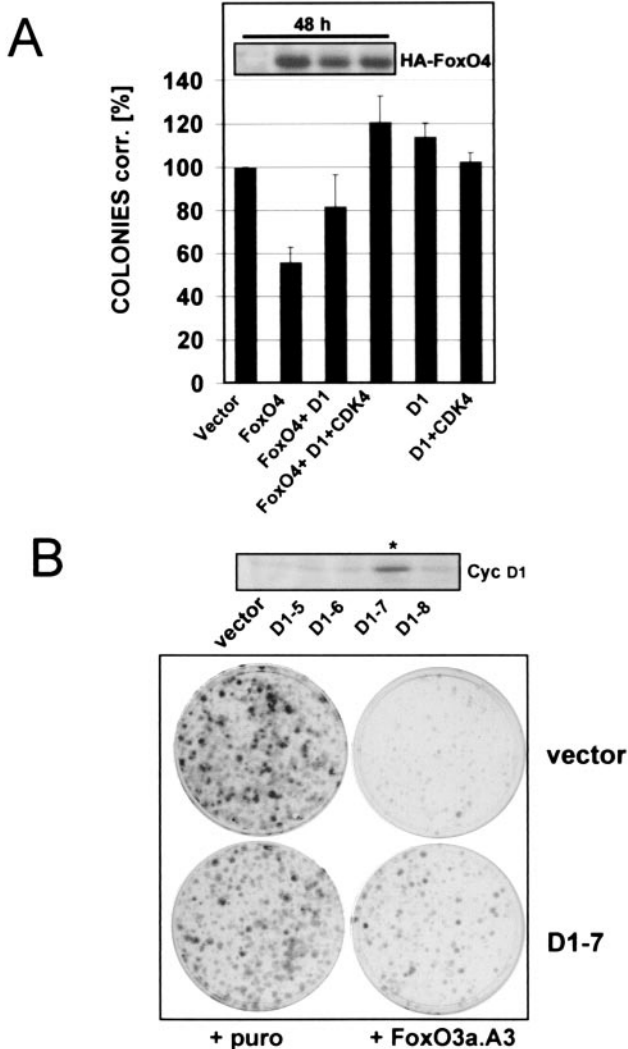 A
48 h
HA-FoxO4
COLONIES corr. [%]
140
120
100
80
60
40
20
0
Vector
FoxO4
FoxO4+ D1
FoxO4+ D1+CDK4
D1
D1+CDK4
B
*
Cyc D1
vector
D1-5
D1-6
D1-7
D1-8
vector
D1-7
+ puro
+ FoxO3a.A3